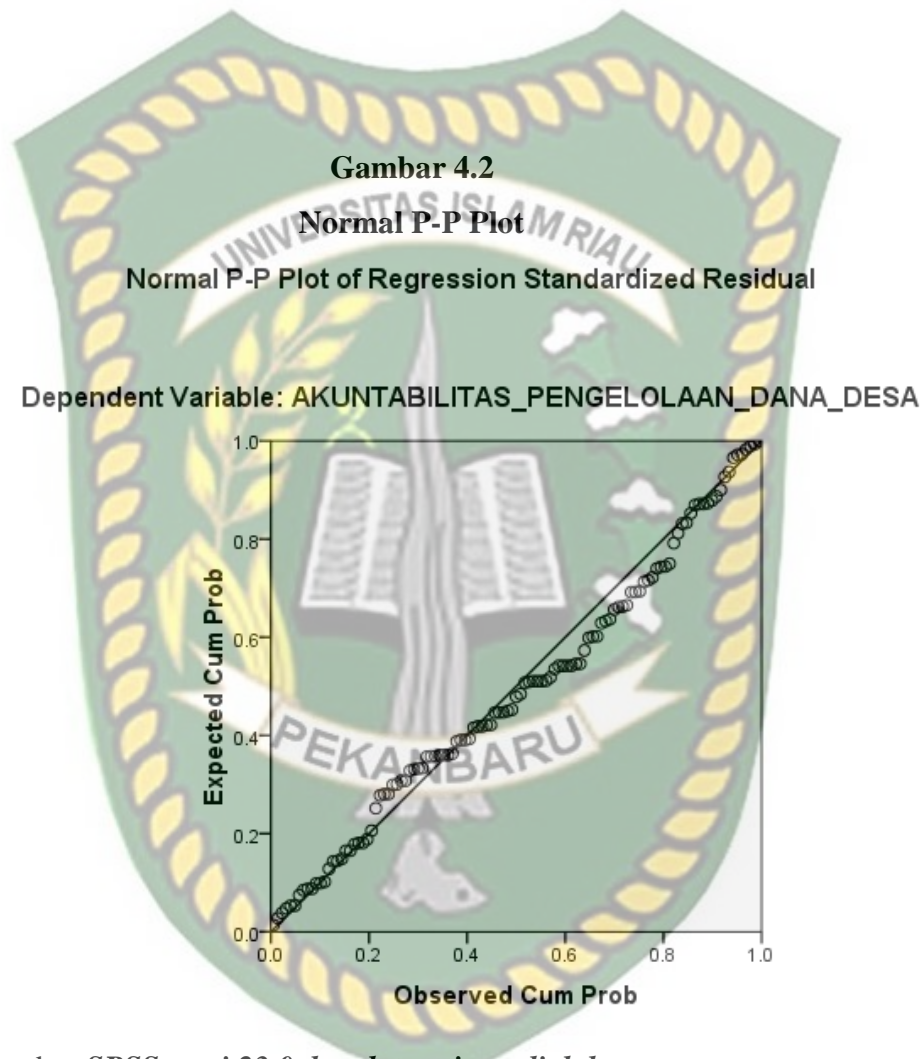 Gambar 4.2
Normal P-P Plot
UNIVERSITAS ISLAM RIAU
Normal P-P Plot of Regression Standardized Residual
Dependent Variable: AKUNTABILITAS_PENGELOLAAN_DANA_DESA
1.0
0.8
0.6
0.4
0.2
0.0
Expected Cum Prob
PEKANBARU
0.0 0.2 0.4 0.6 0.8 1.0
Observed Cum Prob
SPSS 23.0